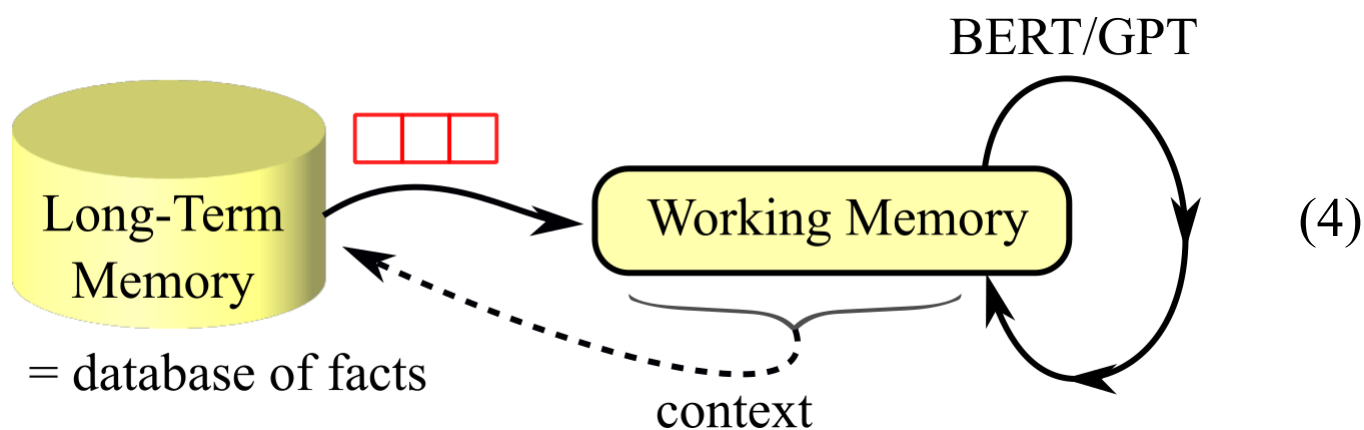 BERT/GPT
Long-Term
Memory
Working Memory
(4)
= database of facts
context